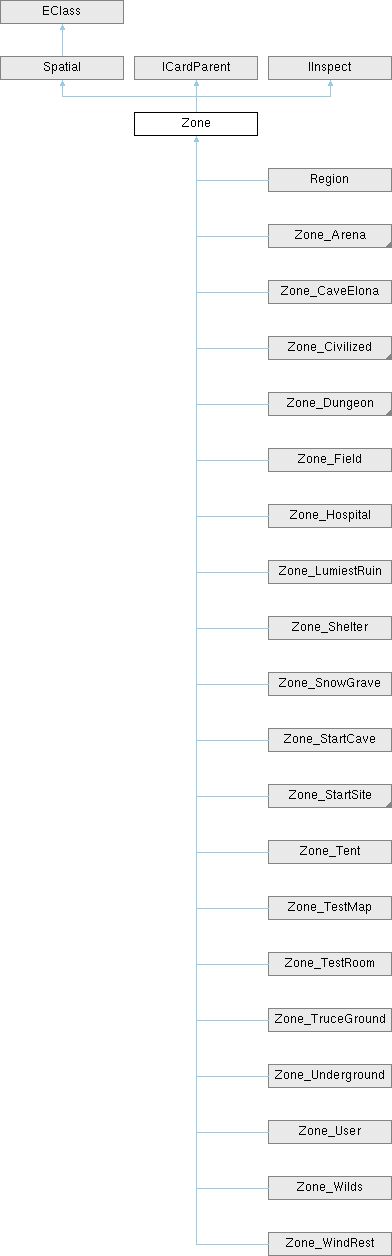 EClass
Spatial
ICardParent
IInspect
Zone
Region
Zone_Arena
Zone_CaveElona
Zone_Civilized
Zone_Dungeon
Zone_Field
Zone_Hospital
Zone_LumiestRuin
Zone_Shelter
Zone_SnowGrave
Zone_StartCave
Zone_StartSite
Zone_Tent
Zone_TestMap
Zone_TestRoom
Zone_TruceGround
Zone_Underground
Zone_User
Zone_Wilds
Zone_WindRest